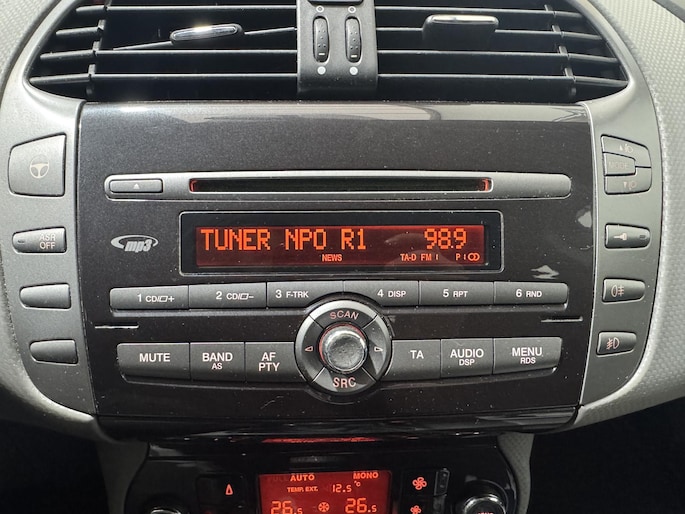 ASR
OFF
mp3
TUNER NPO R1 98.9
NEWS TA-D FM I P I
1 CD+ 2 CD- 3 F-TRK 4 DISP 5 RPT 6 RND
SCAN
MUTE BAND AS AF PTY TA AUDIO DSP MENU RDS
SRC
FULL AUTO MONO
TEMP. EXT. 12.5 °C
26.5 26.5